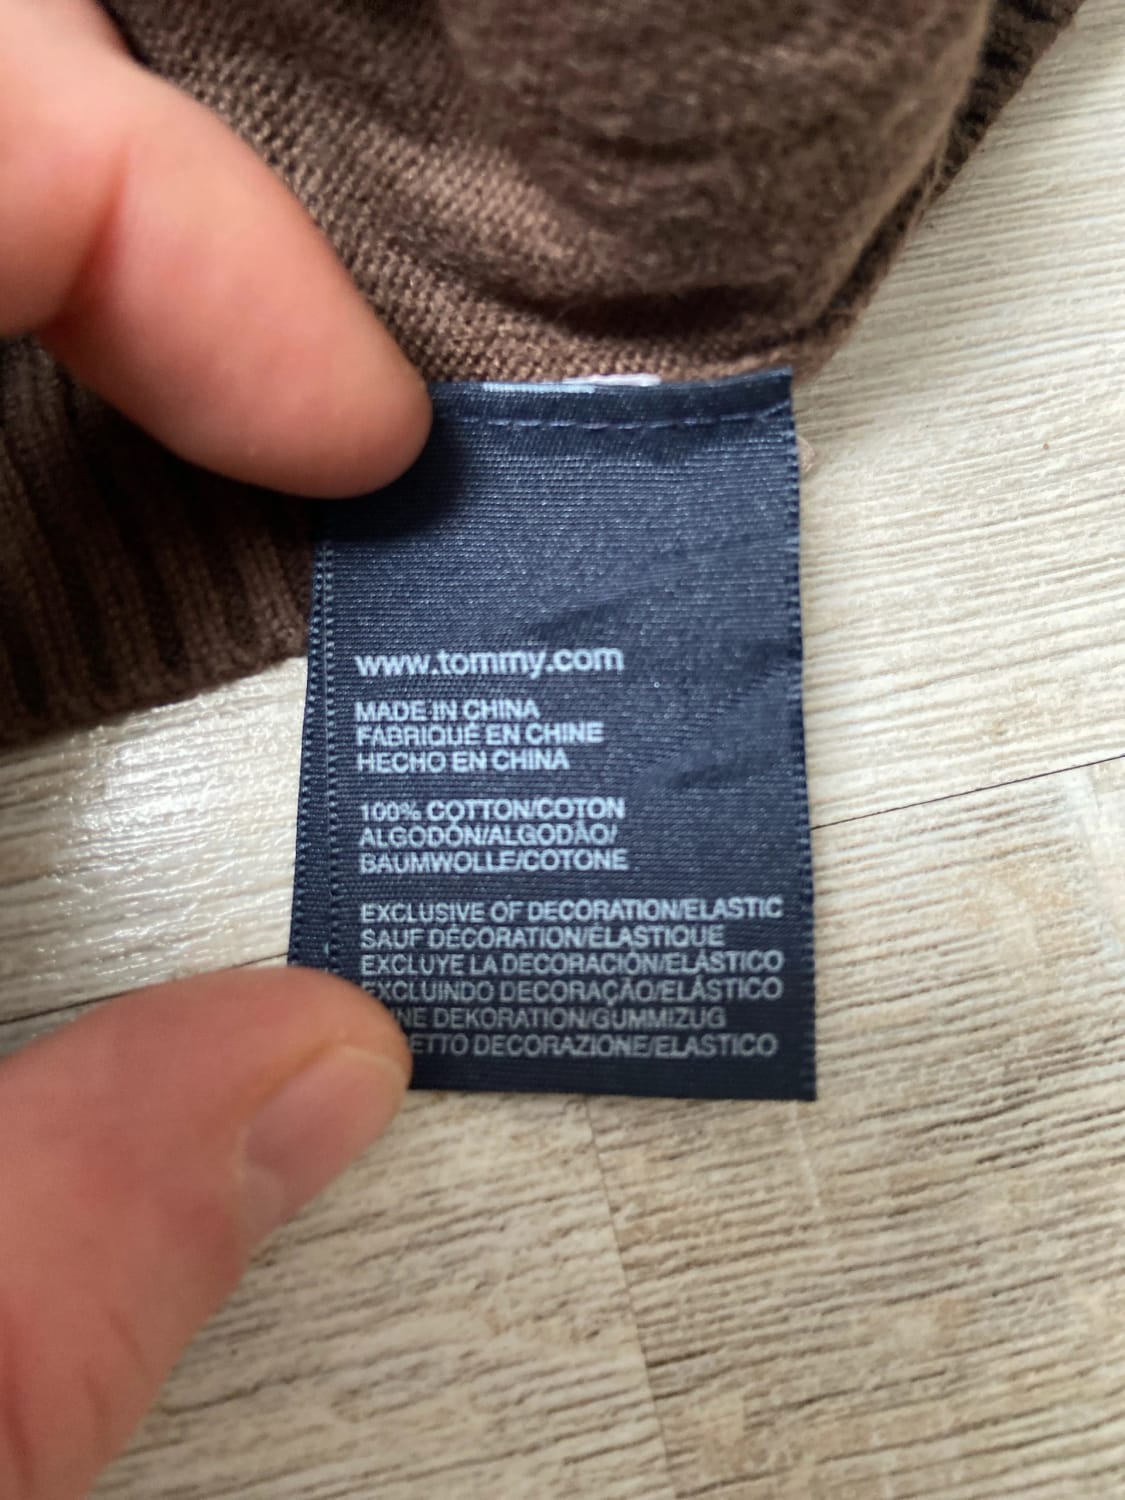 www.tommy.com
MADE IN CHINA
FABRIQUÉ EN CHINE
HECHO EN CHINA
100% COTTON/COTON
ALGODÓN/ALGODÃO/
BAUMWOLLE/COTONE
EXCLUSIVE OF DECORATION/ELASTIC
SAUF DÉCORATION/ÉLASTIQUE
EXCLUYE LA DECORACIÓN/ELÁSTICO
EXCLUINDO DECORAÇÃO/ELÁSTICO
DEKORATION/GUMMIZUG
DECORAZIONE/ELASTICO